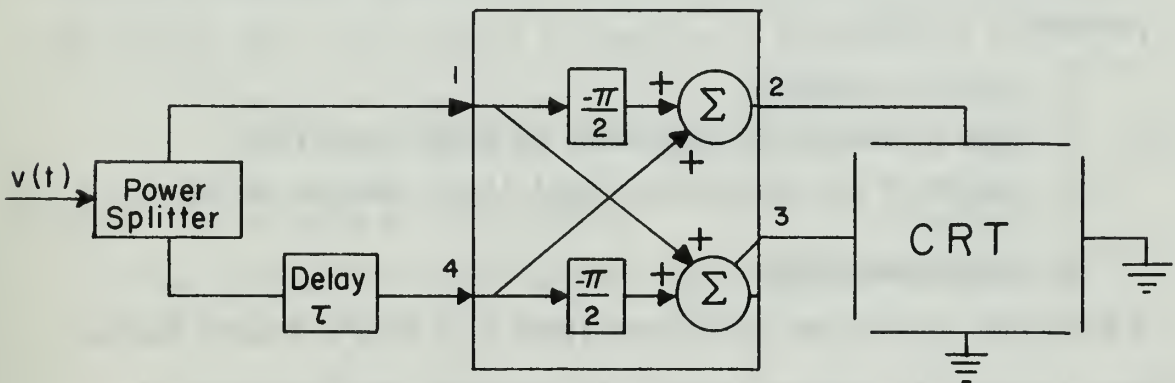 v(t)
Power
Splitter
Delay
τ
1
4
-π
2
-π
2
+
+
Σ
+
+
Σ
2
3
CRT